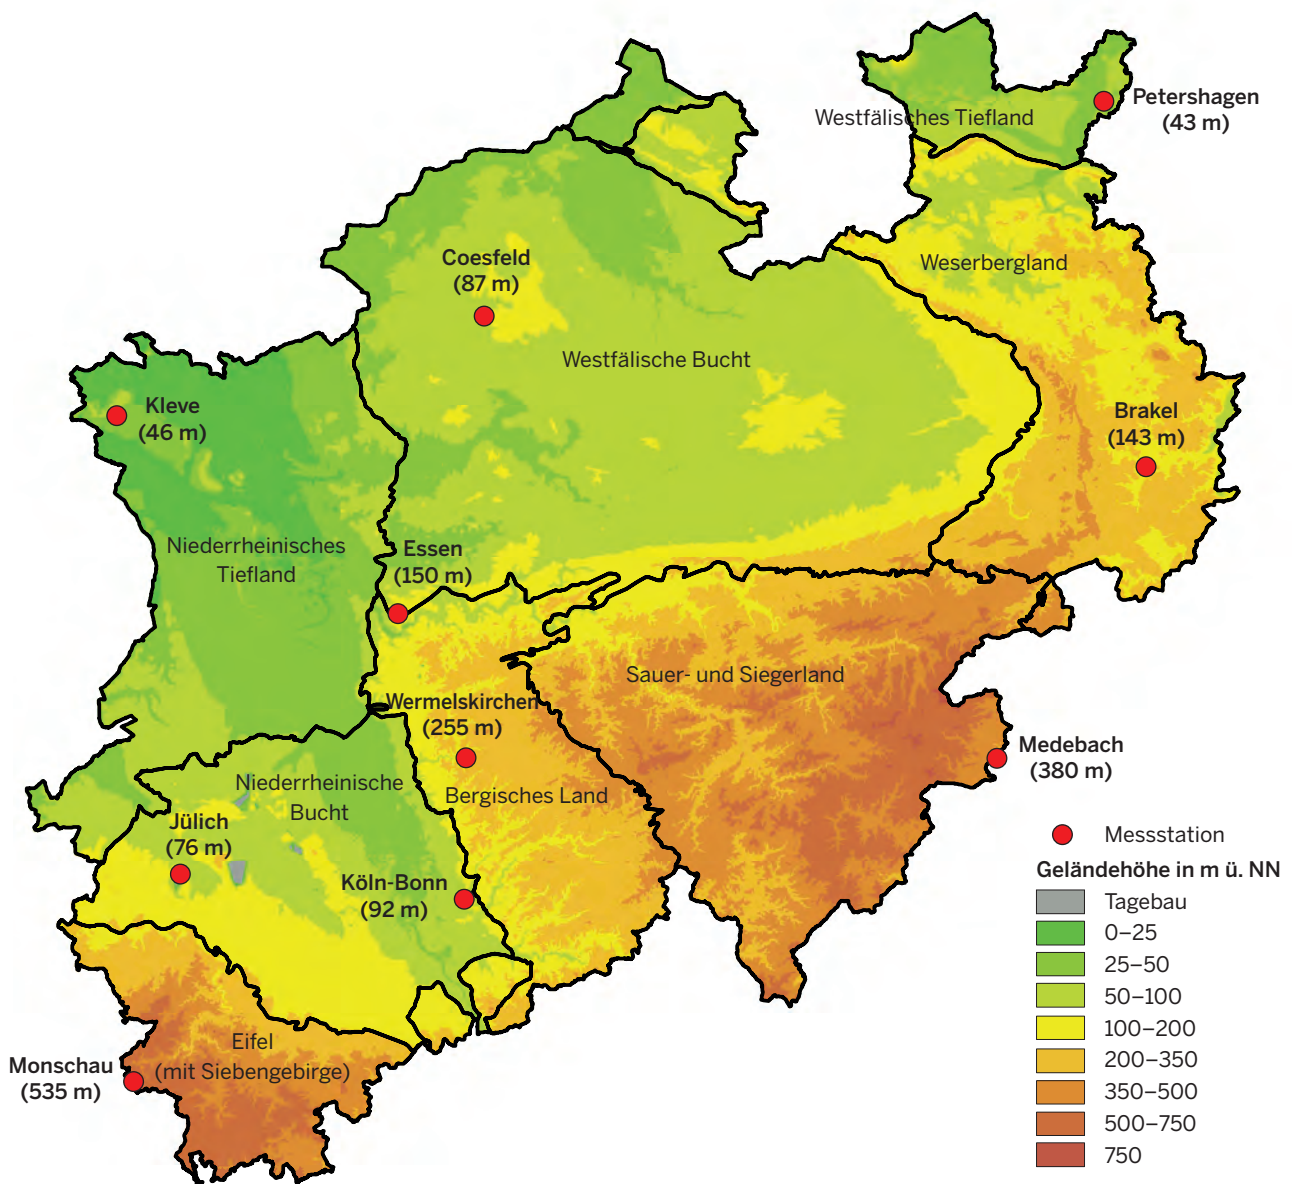 Westfälisches Tiefland
Petershagen
(43 m)
Coesfeld
(87 m)
Weserbergland
Westfälische Bucht
Kleve
(46 m)
Brakel
(143 m)
Niederrheinisches
Tiefland
Essen
(150 m)
Sauer- und Siegerland
Wermelskirchen
(255 m)
Medebach
(380 m)
Niederrheinische
Bucht
Bergisches Land
Jülich
(76 m)
Köln-Bonn
(92 m)
Eifel
(mit Siebengebirge)
Monschau
(535 m)
Messstation
Geländehöhe in m ü. NN
Tagebau
0–25
25–50
50–100
100–200
200–350
350–500
500–750
750